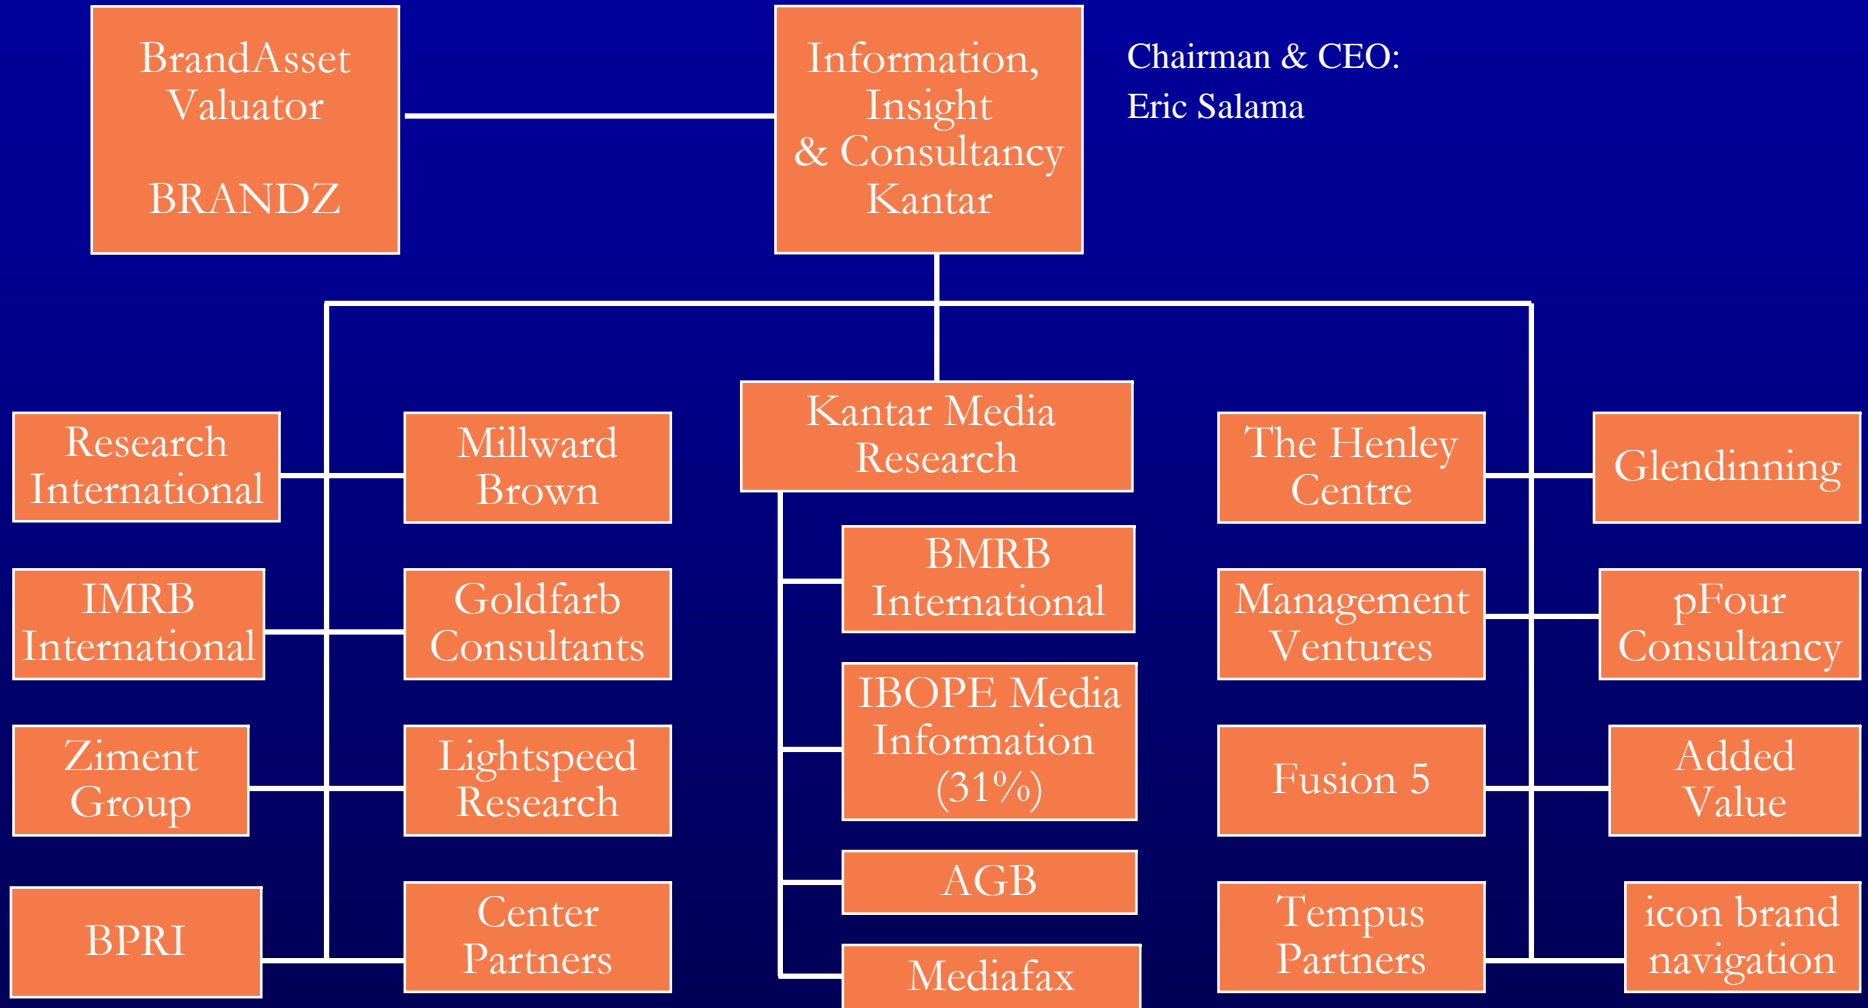 BrandAsset
Valuator
BRANDZ
Information,
Insight
& Consultancy
Kantar
Chairman & CEO:
Eric Salama
Research
International
Millward
Brown
IMRB
International
Goldfarb
Consultants
Ziment
Group
Lightspeed
Research
BPRI
Center
Partners
Kantar Media
Research
BMRB
International
IBOPE Media
Information
(31%)
AGB
Mediafax
The Henley
Centre
Glendinning
Management
Ventures
pFour
Consultancy
Fusion 5
Added
Value
Tempus
Partners
icon brand
navigation